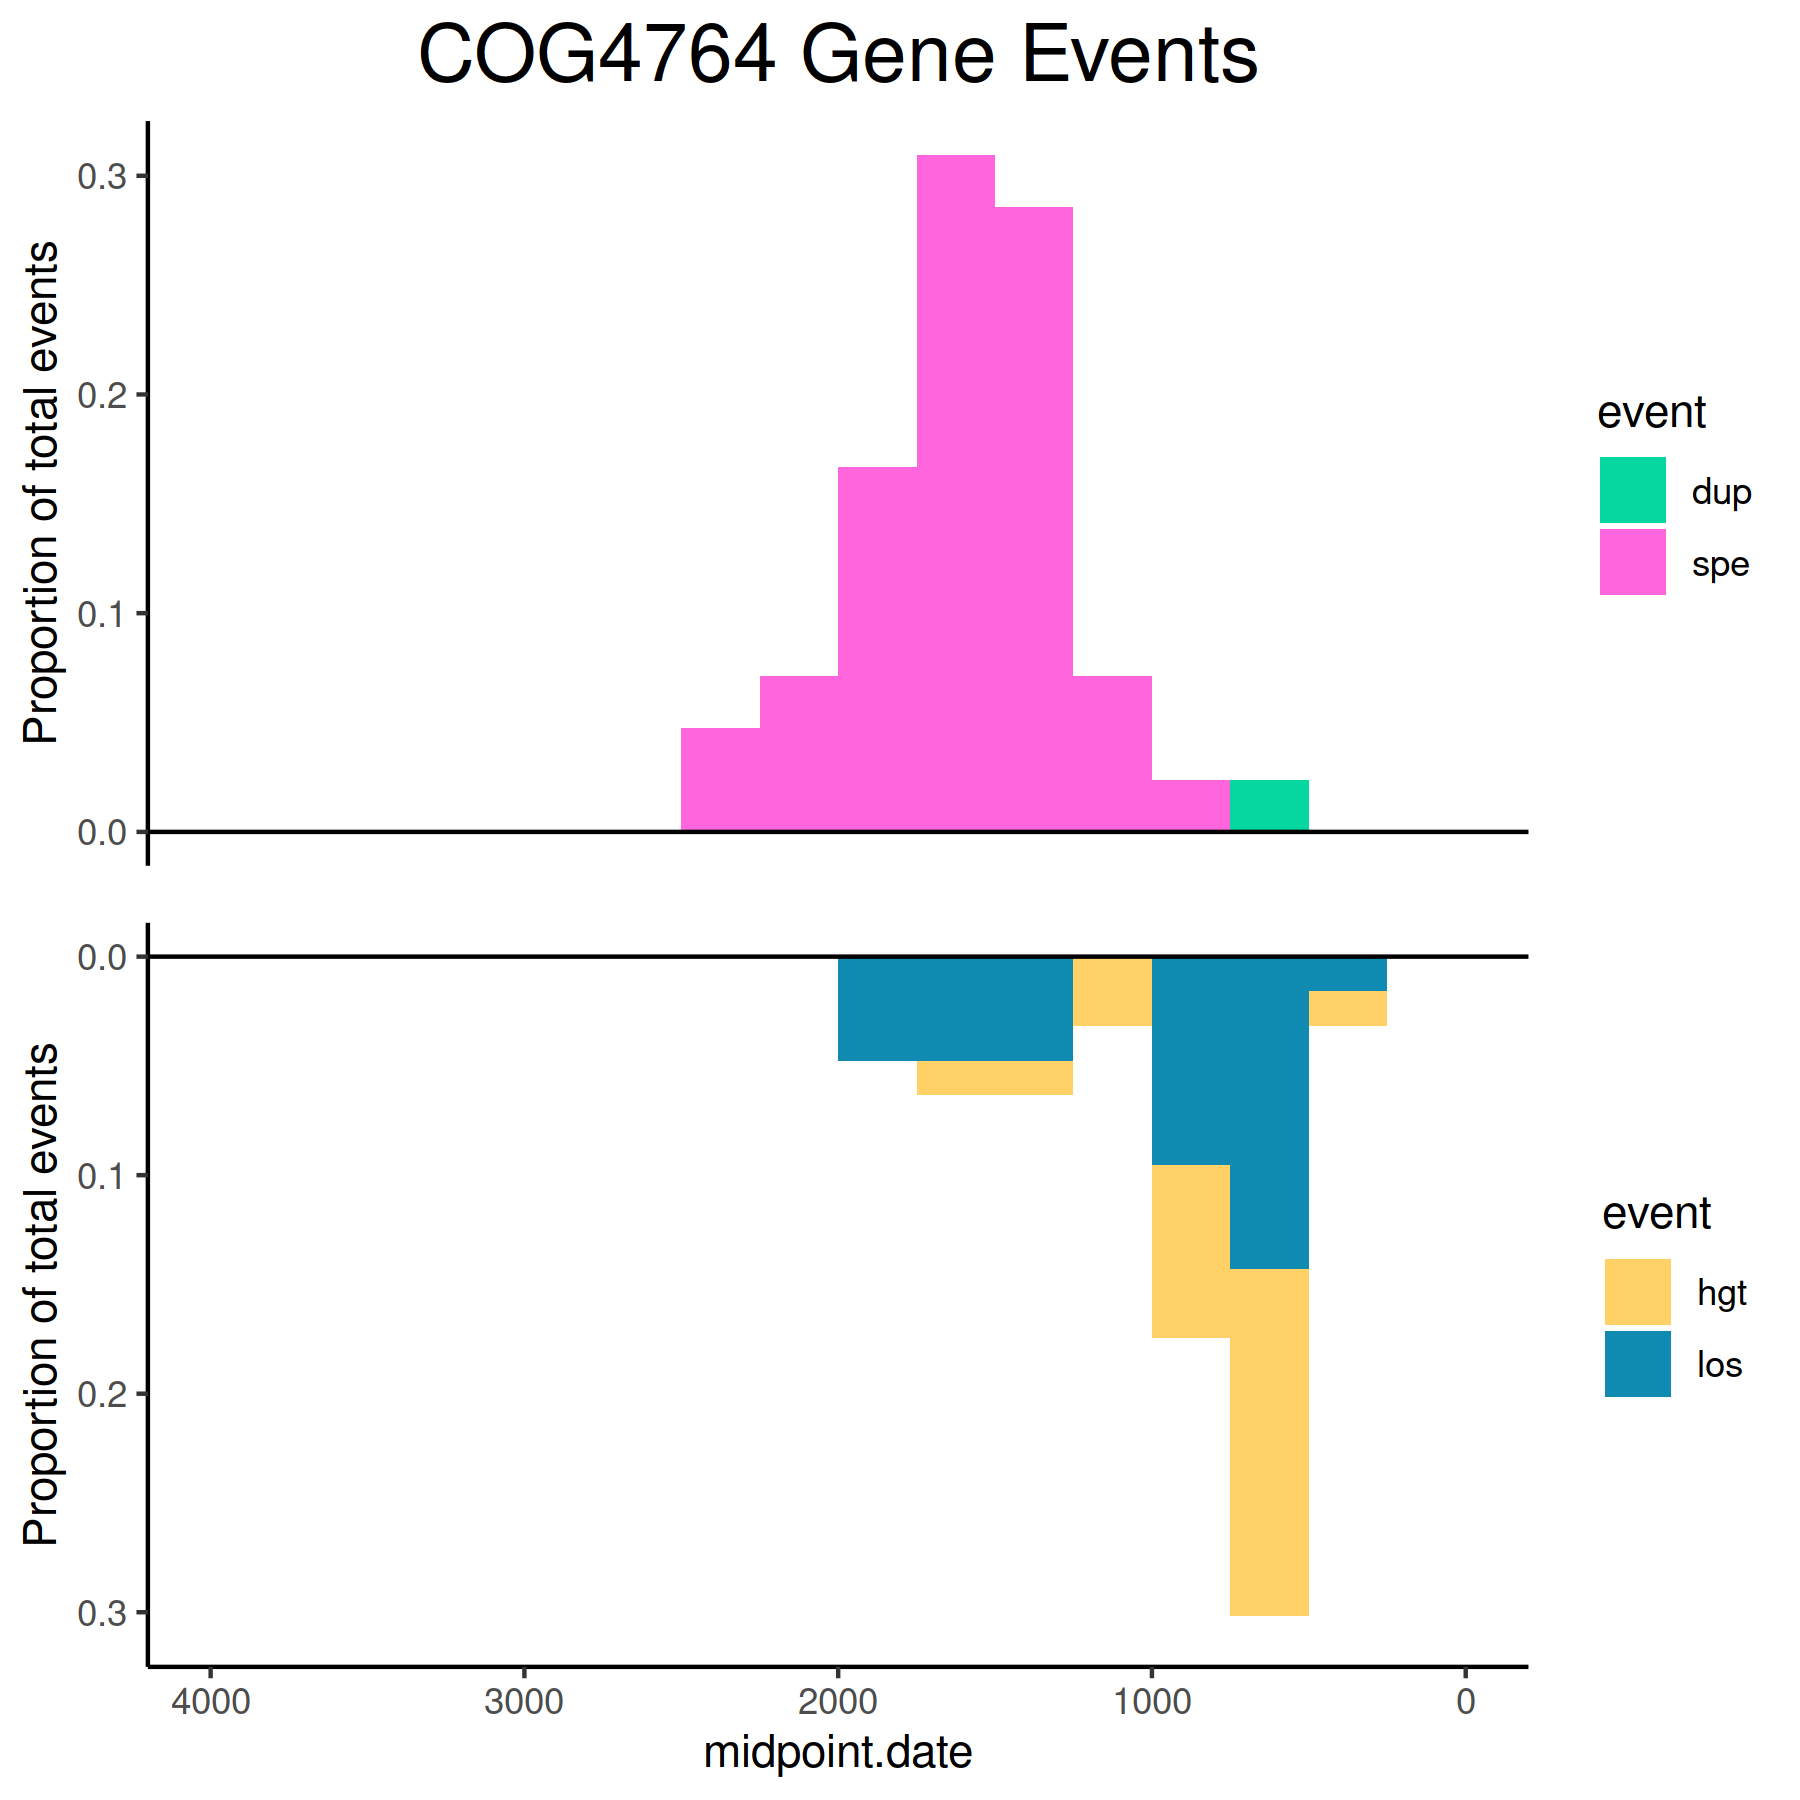 COG4764 Gene Events
Proportion of total events
0.3
0.2
0.1
0.0
event
dup
spe
Proportion of total events
0.0
0.1
0.2
0.3
event
hgt
los
4000 3000 2000 1000 0
midpoint.date